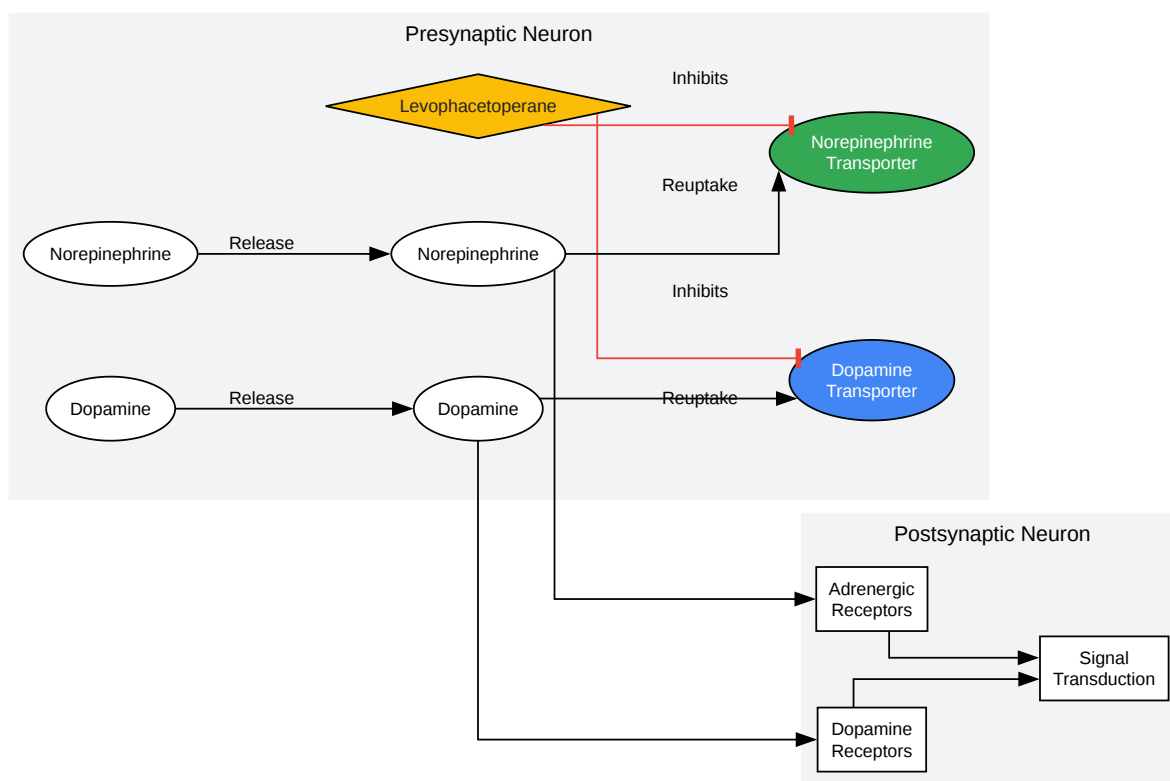 Presynaptic Neuron
Inhibits
Levophacetoperane
Norepinephrine
Transporter
Reuptake
Norepinephrine
Release
Norepinephrine
Inhibits
Dopamine
Transporter
Dopamine
Release
Dopamine
Reuptake
Postsynaptic Neuron
Adrenergic
Receptors
Signal
Transduction
Dopamine
Receptors